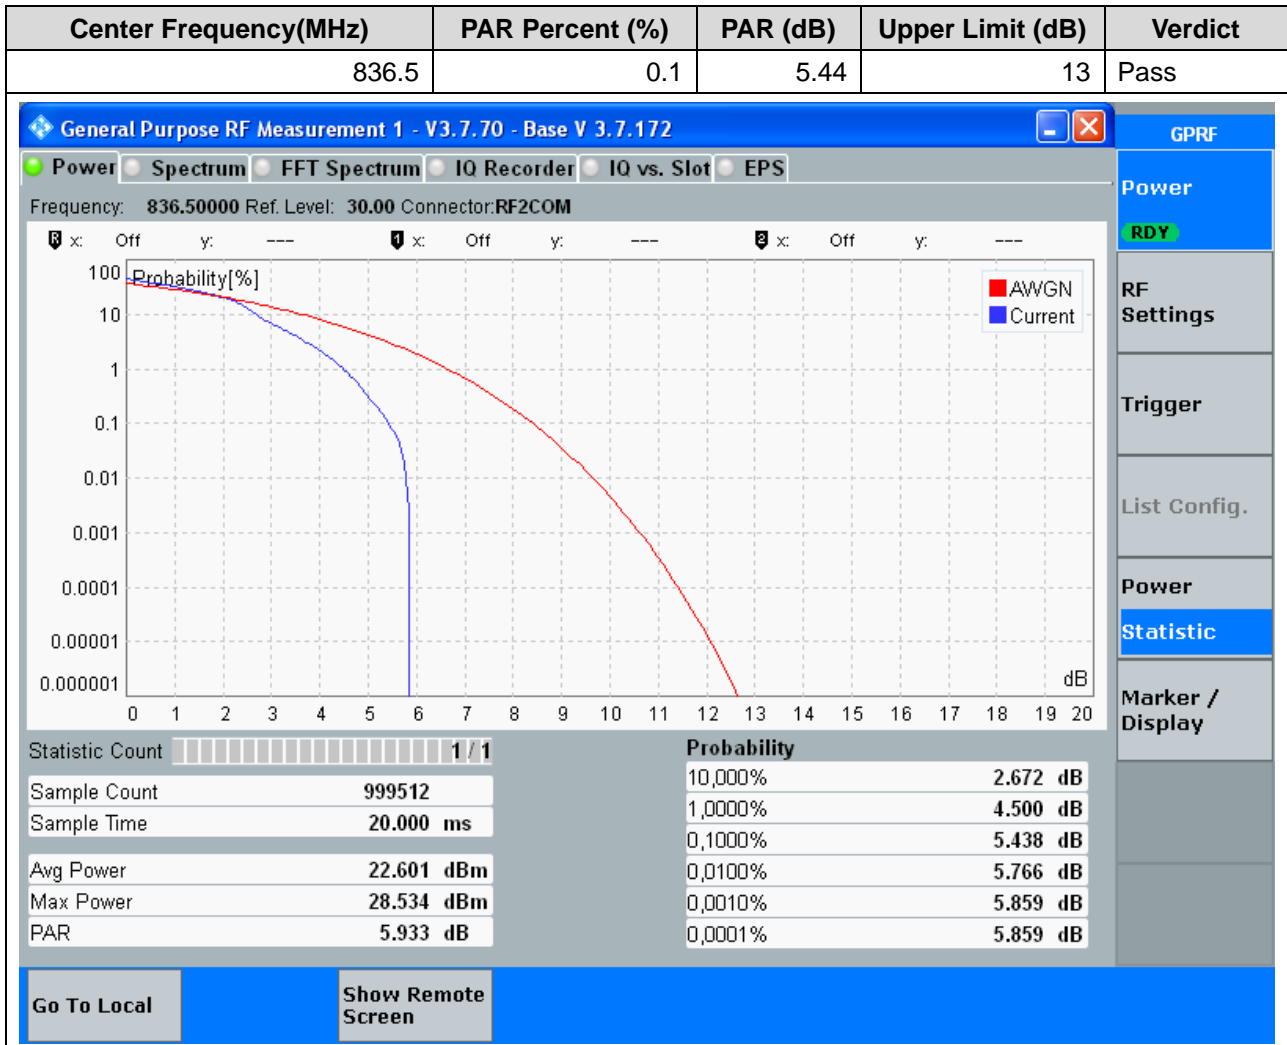 Center Frequency(MHz) PAR Percent (%) PAR (dB) Upper Limit (dB) Verdict
836.5 0.1 5.44 13 Pass
General Purpose RF Measurement 1 - V3.7.70 - Base V 3.7.172
GPRF
Power Spectrum FFT Spectrum IQ Recorder IQ vs. Slot EPS
Power
RDY
Frequency: 836.50000 Ref. Level: 30.00 Connector:RF2COM
R x: Off y: --- 1 x: Off y: --- 2 x: Off y: ---
Probability[%]
AWGN
Current
100
10
1
0.1
0.01
0.001
0.0001
0.00001
0.000001
dB
0 1 2 3 4 5 6 7 8 9 10 11 12 13 14 15 16 17 18 19 20
RF
Settings
Trigger
List Config.
Power
Statistic
Marker /
Display
Statistic Count 1 / 1
Sample Count 999512
Sample Time 20.000 ms
Avg Power 22.601 dBm
Max Power 28.534 dBm
PAR 5.933 dB
Probability
10,000% 2.672 dB
1,0000% 4.500 dB
0,1000% 5.438 dB
0,0100% 5.766 dB
0,0010% 5.859 dB
0,0001% 5.859 dB
Go To Local
Show Remote
Screen